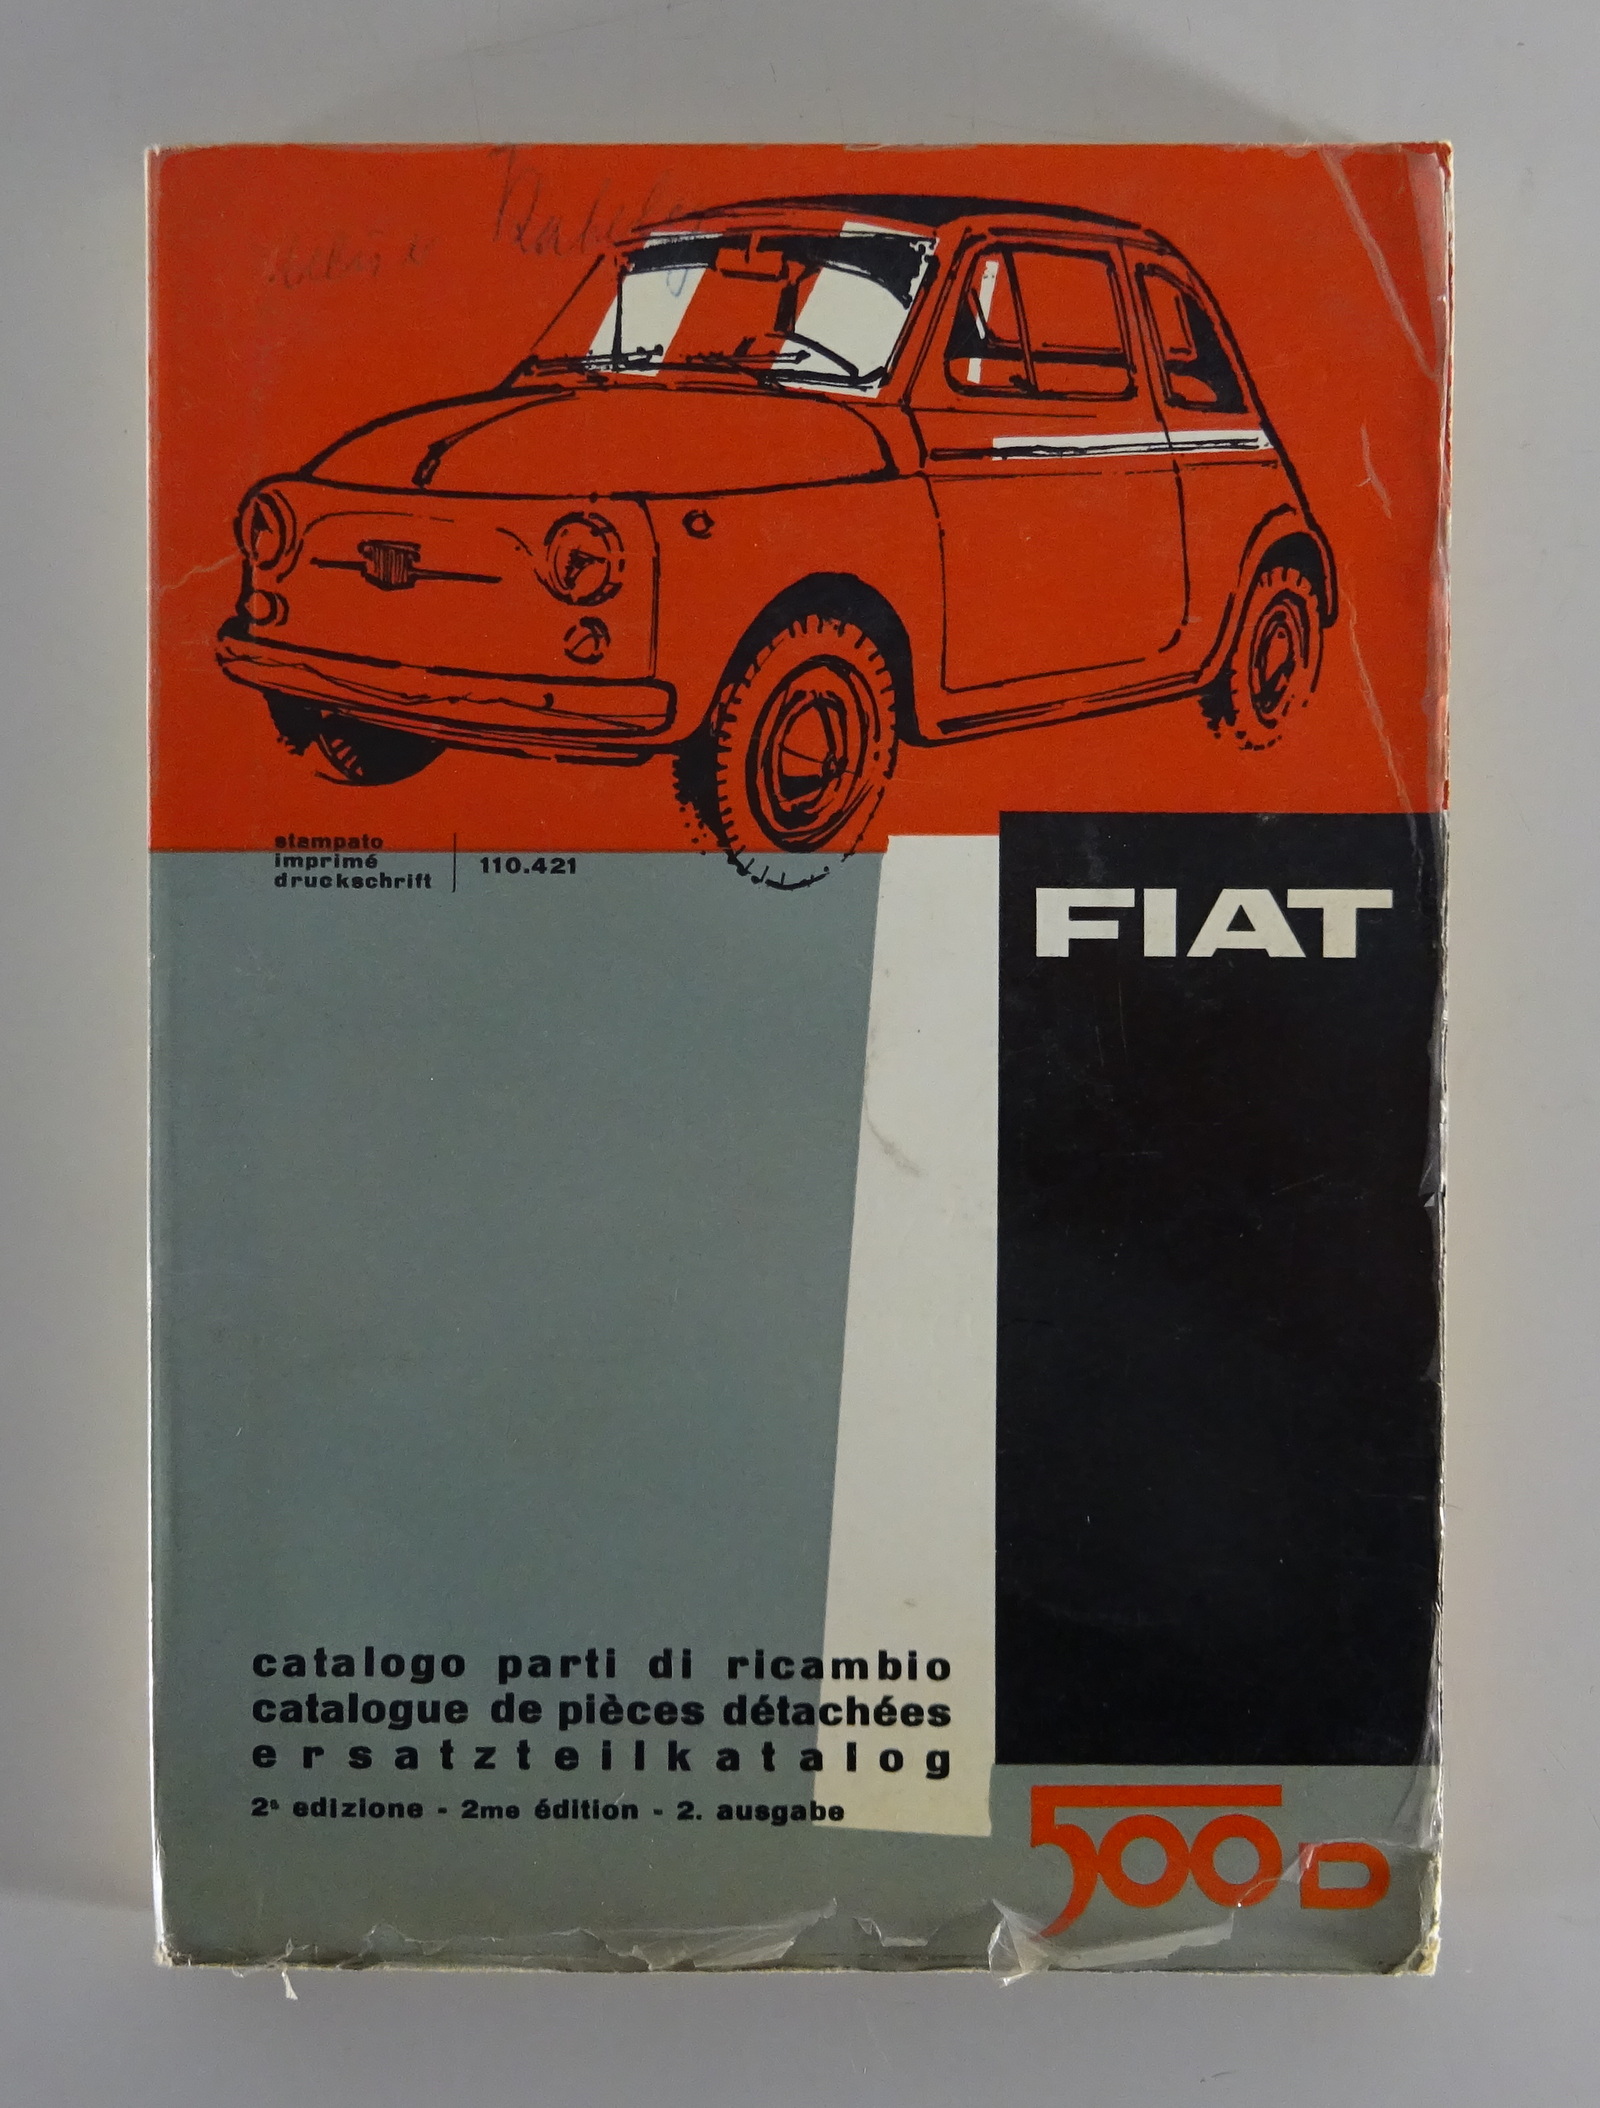 stampato
imprimé
druckschrift
110.421
FIAT
catalogo parti di ricambio
catalogue de pièces détachées
ersatzteilkatalog
2ª edizione - 2me édition - 2. ausgabe
500 D